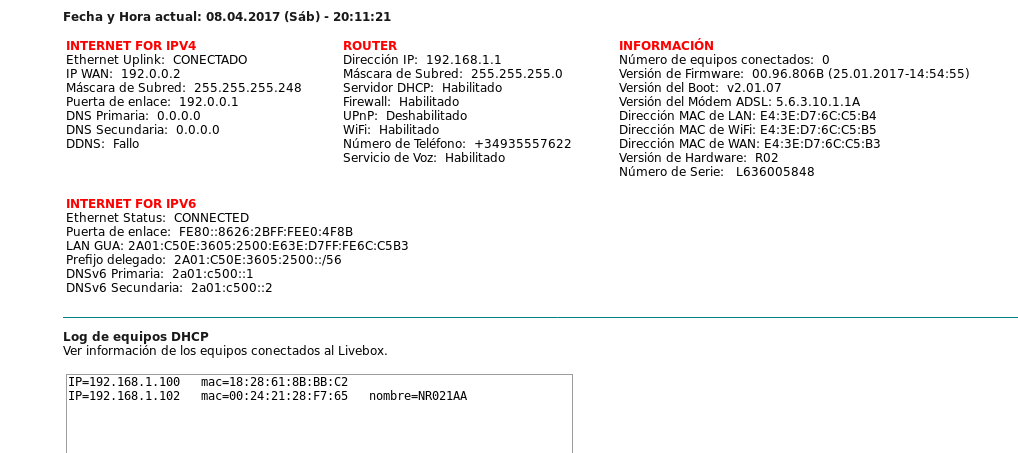 Fecha y Hora actual: 08.04.2017 (Sáb) - 20:11:21
INTERNET FOR IPV4
Ethernet Uplink: CONECTADO
IP WAN: 192.0.0.2
Máscara de Subred: 255.255.255.248
Puerta de enlace: 192.0.0.1
DNS Primaria: 0.0.0.0
DNS Secundaria: 0.0.0.0
DDNS: Fallo
ROUTER
Dirección IP: 192.168.1.1
Máscara de Subred: 255.255.255.0
Servidor DHCP: Habilitado
Firewall: Habilitado
UPnP: Deshabilitado
WiFi: Habilitado
Número de Teléfono: +34935557622
Servicio de Voz: Habilitado
INFORMACIÓN
Número de equipos conectados: 0
Versión de Firmware: 00.96.806B (25.01.2017-14:54:55)
Versión del Boot: v2.01.07
Versión del Módem ADSL: 5.6.3.10.1.1A
Dirección MAC de LAN: E4:3E:D7:6C:C5:B4
Dirección MAC de WiFi: E4:3E:D7:6C:C5:B5
Dirección MAC de WAN: E4:3E:D7:6C:C5:B3
Versión de Hardware: R02
Número de Serie: L636005848
INTERNET FOR IPV6
Ethernet Status: CONNECTED
Puerta de enlace: FE80::8626:2BFF:FEE0:4F8B
LAN GUA: 2A01:C50E:3605:2500:E63E:D7FF:FE6C:C5B3
Prefijo delegado: 2A01:C50E:3605:2500::/56
DNSv6 Primaria: 2a01:c500::1
DNSv6 Secundaria: 2a01:c500::2
Log de equipos DHCP
Ver información de los equipos conectados al Livebox.
IP=192.168.1.100 mac=18:28:61:8B:BB:C2
IP=192.168.1.102 mac=00:24:21:28:F7:65 nombre=NR021AA